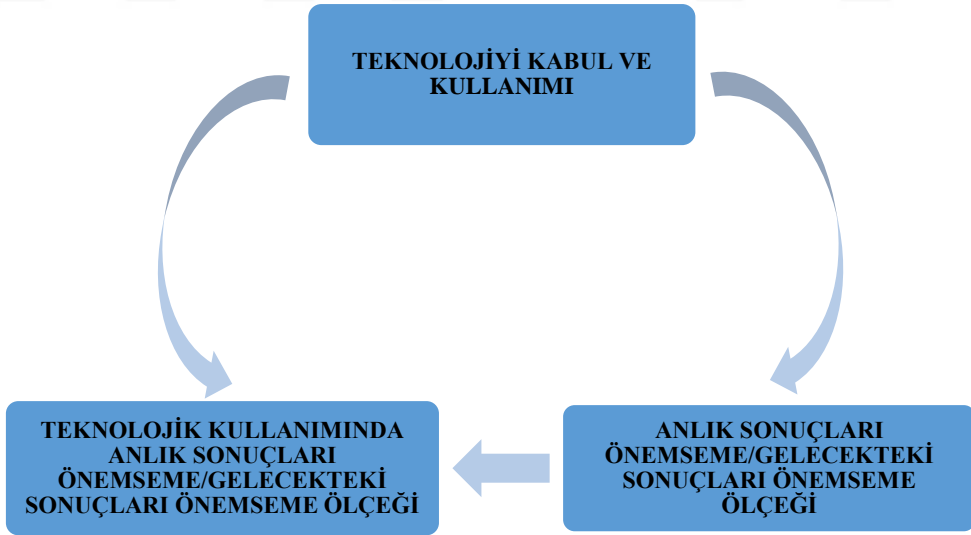 TEKNOLOJİYİ KABUL VE
KULLANIMI
TEKNOLOJİK KULLANIMINDA
ANLIK SONUÇLARI
ÖNEMSEME/GELECEKTEKİ
SONUÇLARI ÖNEMSEME ÖLÇEĞİ
ANLIK SONUÇLARI
ÖNEMSEME/GELECEKTEKİ
SONUÇLARI ÖNEMSEME
ÖLÇEĞİ